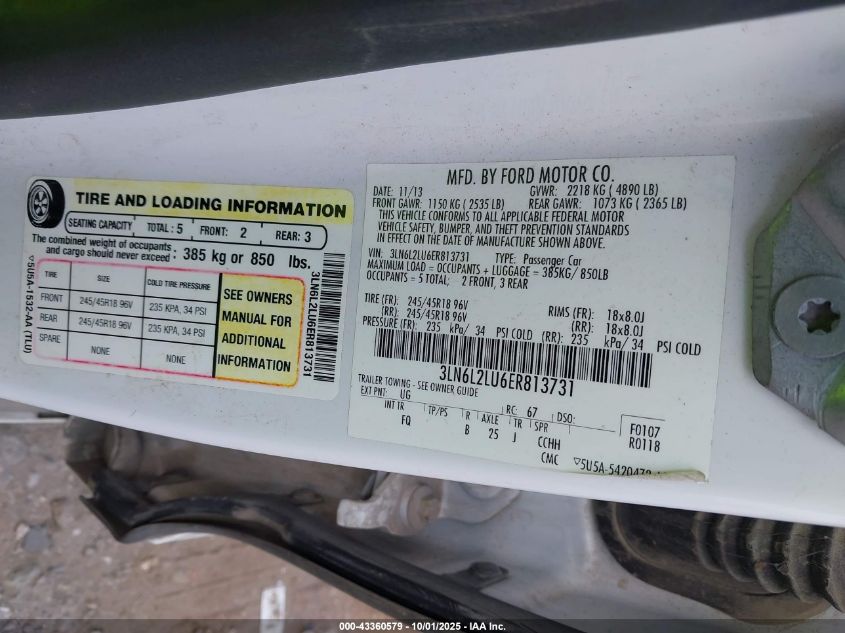 TIRE AND LOADING INFORMATION
SEATING CAPACITY TOTAL : 5 FRONT: 2 REAR: 3
The combined weight of occupants and cargo should never exceed : 385 kg or 850 lbs.
TIRE SIZE COLD TIRE PRESSURE
FRONT 245/45R18 96V 235 KPA, 34 PSI
REAR 245/45R18 96V 235 KPA, 34 PSI
SPARE NONE NONE
SEE OWNERS
MANUAL FOR
ADDITIONAL
INFORMATION
5U5A-1532-AA (TLU)
3LN6L2LU6ER813731
MFD. BY FORD MOTOR CO.
DATE: 11/13 GVWR: 2218 KG ( 4890 LB)
FRONT GAWR: 1150 KG ( 2535 LB) REAR GAWR: 1073 KG ( 2365 LB)
THIS VEHICLE CONFORMS TO ALL APPLICABLE FEDERAL MOTOR
VEHICLE SAFETY, BUMPER, AND THEFT PREVENTION STANDARDS
IN EFFECT ON THE DATE OF MANUFACTURE SHOWN ABOVE.
VIN: 3LN6L2LU6ER813731 TYPE: Passenger Car
MAXIMUM LOAD = OCCUPANTS + LUGGAGE = 385KG/ 850LB
OCCUPANTS = 5 TOTAL; 2 FRONT, 3 REAR
TIRE (FR): 245/45R18 96V RIMS (FR): 18x8.0J
(RR): 245/45R18 96V (RR): 18x8.0J
PRESSURE (FR): 235 kPa/ 34 PSI COLD (RR): 235 kPa/ 34 PSI COLD
3LN6L2LU6ER813731
TRAILER TOWING - SEE OWNER GUIDE
EXT PNT: UG RC: 67 DSO:
INT TR TP/PS R AXLE TR SPR F0107
FQ B 25 J CCHH R0118
CMC 5U5A-5420472
000-43360579 - 10/01/2025 - IAA Inc.